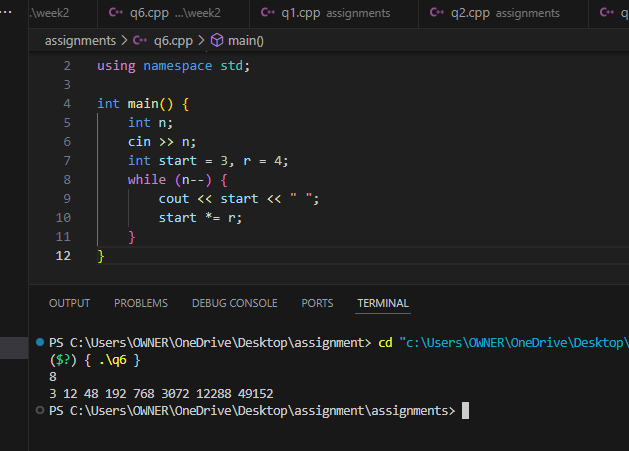 ... ..\week2 C++ q6.cpp ...\week2 C++ q1.cpp assignments C++ q2.cpp assignments C++ q
assignments > C++ q6.cpp > main()
2 using namespace std;
3
4 int main() {
5 int n;
6 cin >> n;
7 int start = 3, r = 4;
8 while (n--) {
9 cout << start << " ";
10 start *= r;
11 }
12 }
OUTPUT PROBLEMS DEBUG CONSOLE PORTS TERMINAL
PS C:\Users\OWNER\OneDrive\Desktop\assignment> cd "c:\Users\OWNER\OneDrive\Desktop\
($?) { .\q6 }
8
3 12 48 192 768 3072 12288 49152
PS C:\Users\OWNER\OneDrive\Desktop\assignment\assignments>